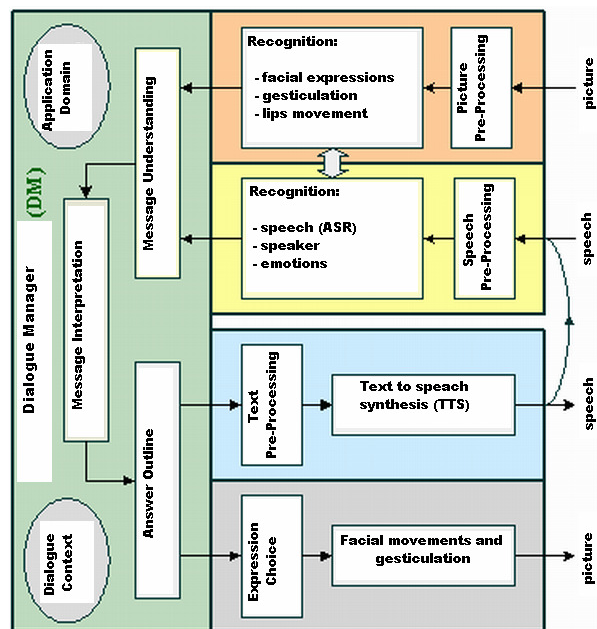 Application
Domain
(DM)
Dialogue Manager
Dialogue
Context
Message Interpretation
Message Understanding
Answer Outline
Recognition:
- facial expressions
- gesticulation
- lips movement
Picture
Pre-Processing
picture
Recognition:
- speech (ASR)
- speaker
- emotions
Speech
Pre-Processing
speech
Text
Pre-Processing
Text to speach
synthesis (TTS)
speech
Expression
Choice
Facial movements and
gesticulation
picture